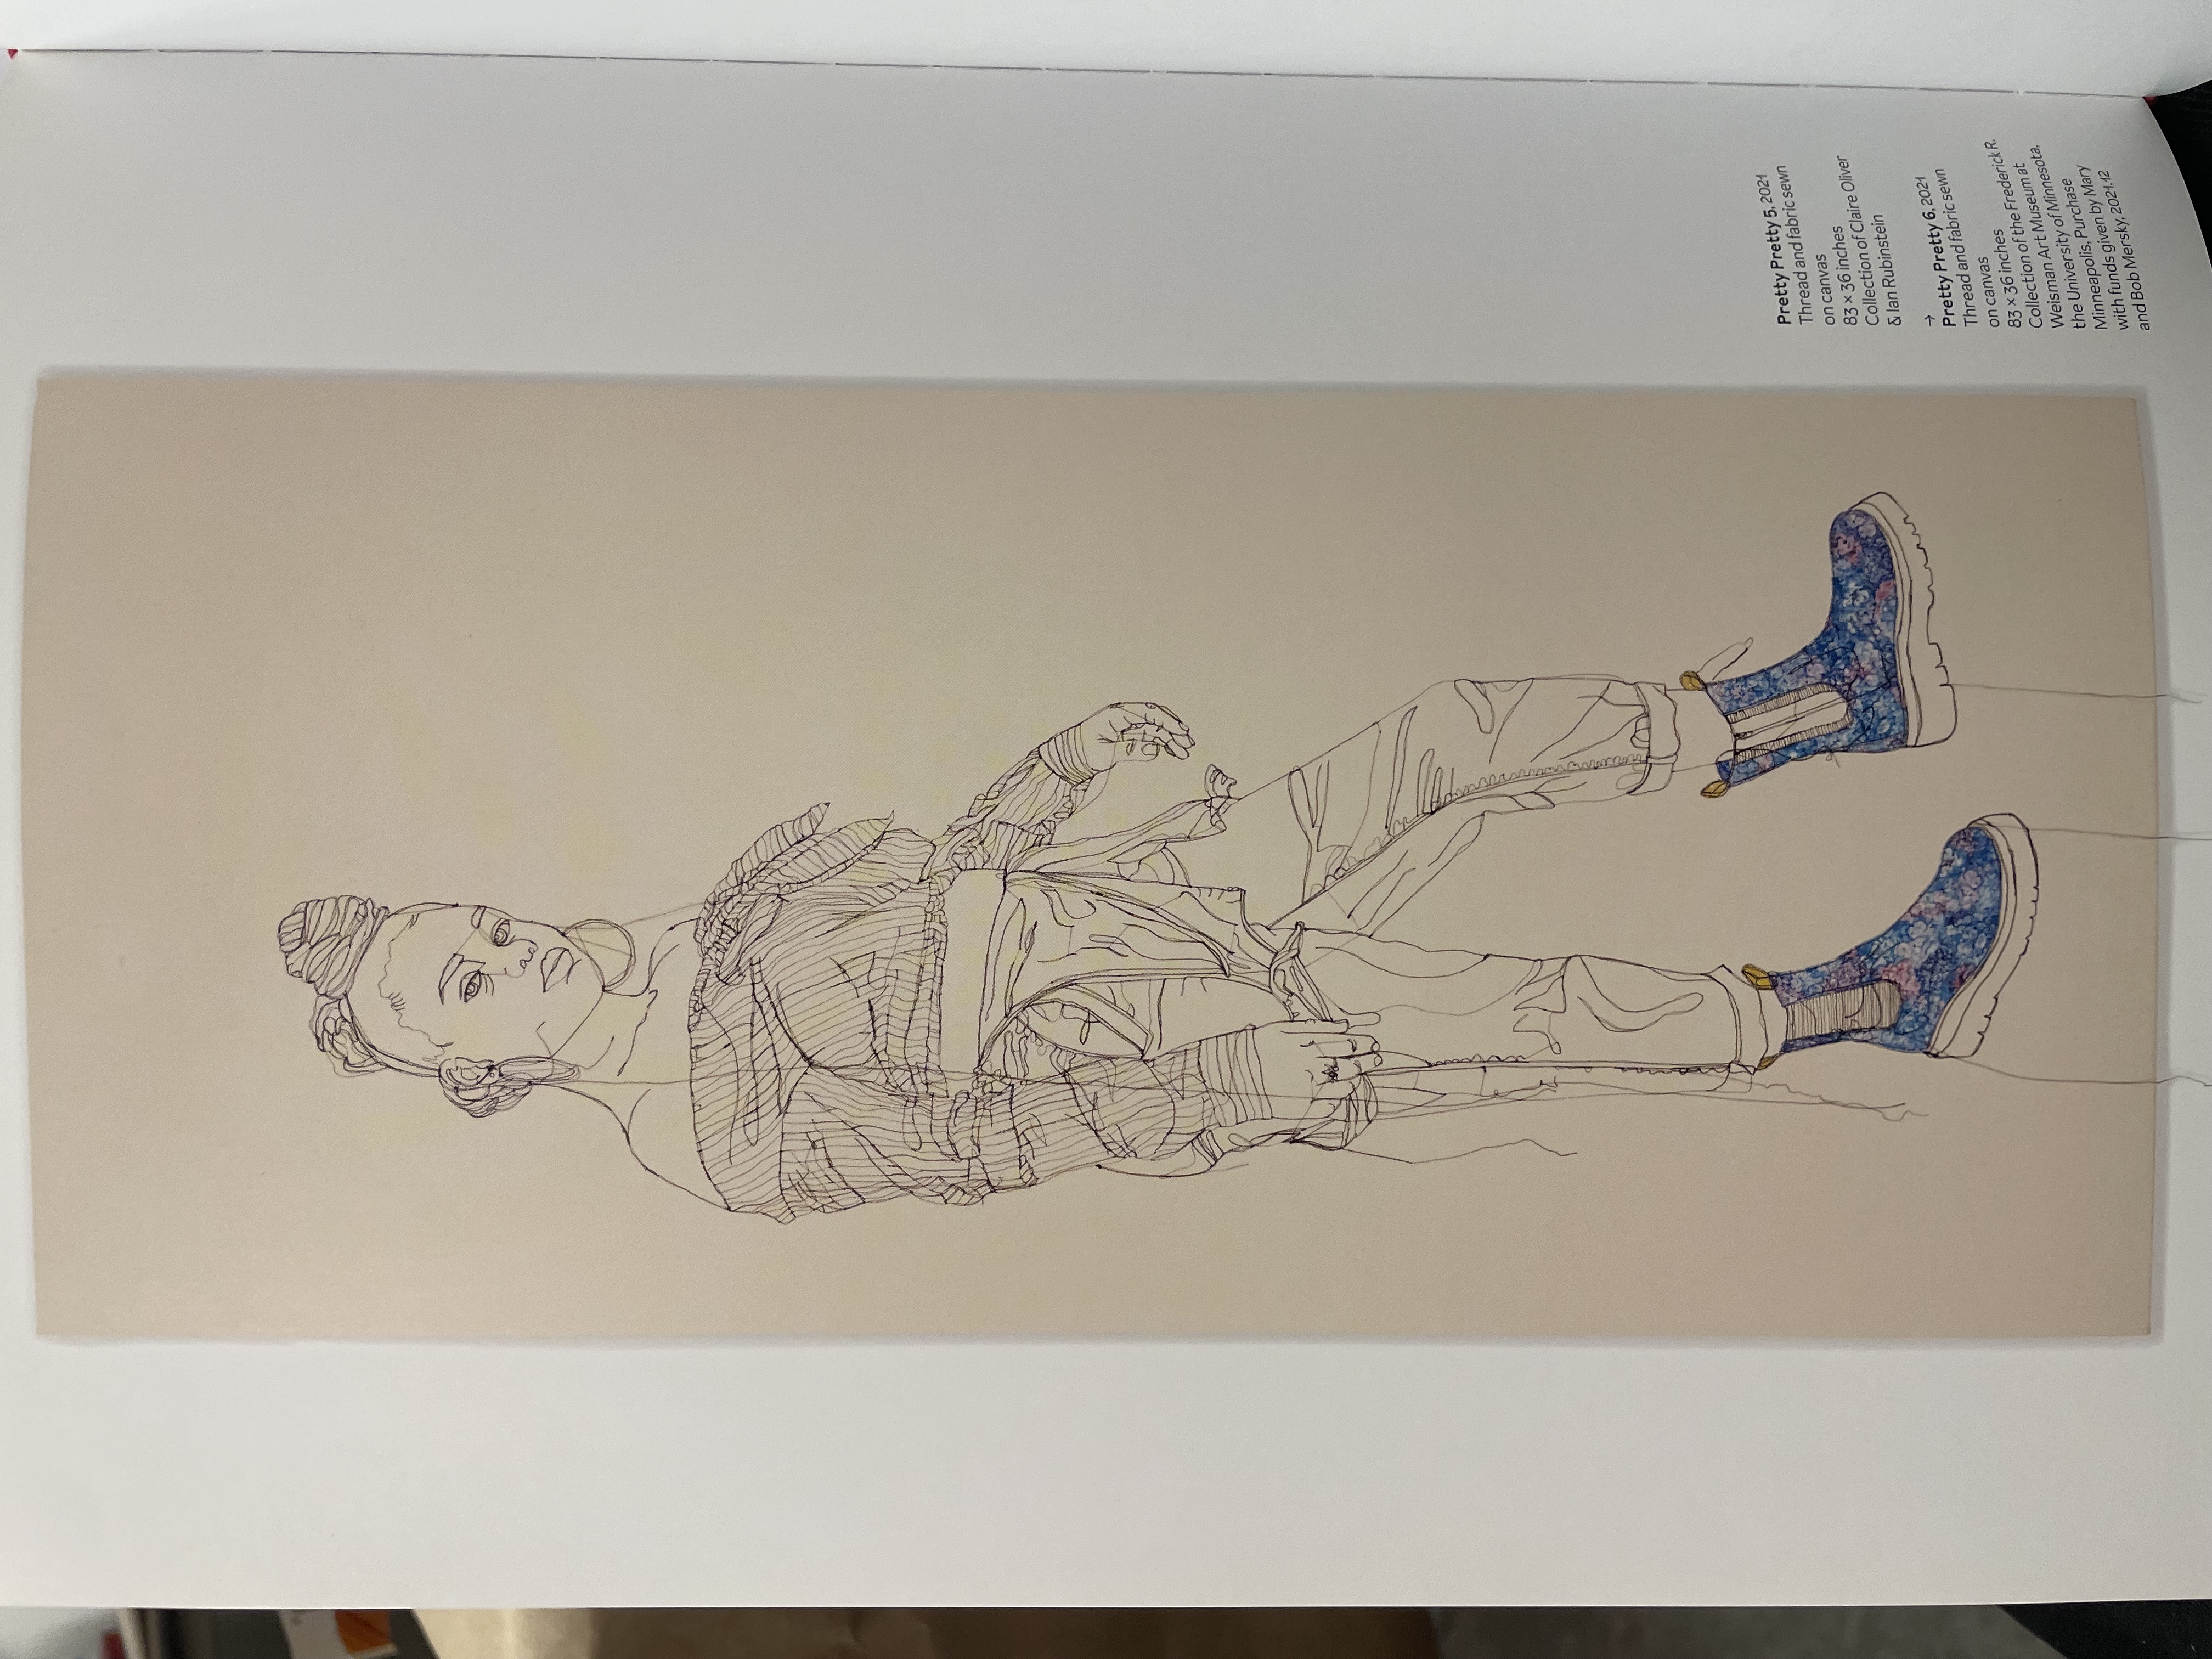 Pretty Pretty 5, 2021
Thread and fabric sewn
on canvas
83 × 36 inches
Collection of Claire Oliver
& Ian Rubinstein
→
Pretty Pretty 6, 2021
Thread and fabric sewn
on canvas
83 × 36 inches
Collection of the Frederick R.
Weisman Art Museum at
the University of Minnesota,
Minneapolis, Purchase
with funds given by Mary
and Bob Mersky, 2021.12